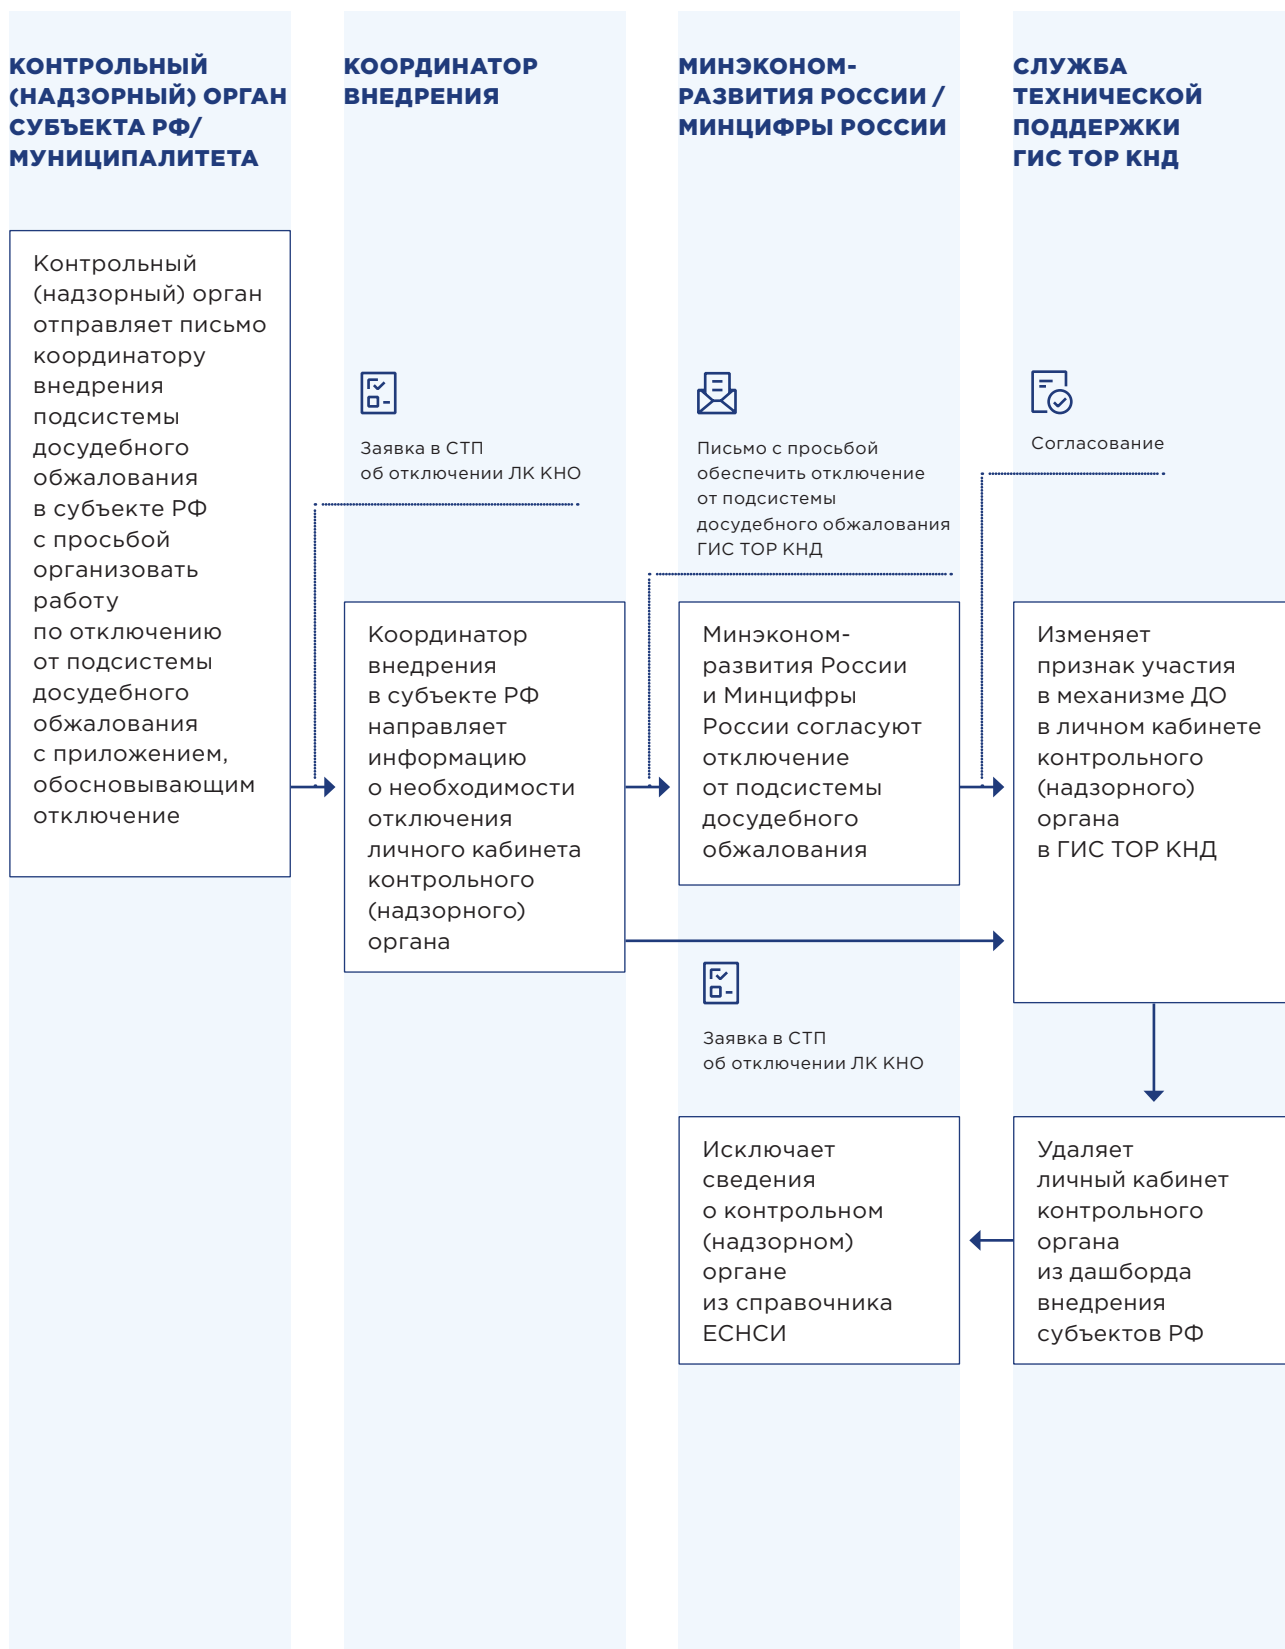 КОНТРОЛЬНЫЙ
(НАДЗОРНЫЙ) ОРГАН
СУБЪЕКТА РФ/
МУНИЦИПАЛИТЕТА
КООРДИНАТОР
ВНЕДРЕНИЯ
МИНЭКОНОМ-
РАЗВИТИЯ РОССИИ /
МИНЦИФРЫ РОССИИ
СЛУЖБА
ТЕХНИЧЕСКОЙ
ПОДДЕРЖКИ
ГИС ТОР КНД
Контрольный
(надзорный) орган
отправляет письмо
координатору
внедрения
подсистемы
досудебного
обжалования
в субъекте РФ
с просьбой
организовать
работу
по отключению
от подсистемы
досудебного
обжалования
с приложением,
обосновывающим
отключение
Заявка в СТП
об отключении ЛК КНО
Координатор
внедрения
в субъекте РФ
направляет
информацию
о необходимости
отключения
личного кабинета
контрольного
(надзорного)
органа
Письмо с просьбой
обеспечить отключение
от подсистемы
досудебного обжалования
ГИС ТОР КНД
Минэконом-
развития России
и Минцифры
России согласуют
отключение
от подсистемы
досудебного
обжалования
Согласование
Изменяет
признак участия
в механизме ДО
в личном кабинете
контрольного
(надзорного)
органа
в ГИС ТОР КНД
Заявка в СТП
об отключении ЛК КНО
Удаляет
личный кабинет
контрольного
органа
из дашборда
внедрения
субъектов РФ
Исключает
сведения
о контрольном
(надзорном)
органе
из справочника
ЕСНСИ